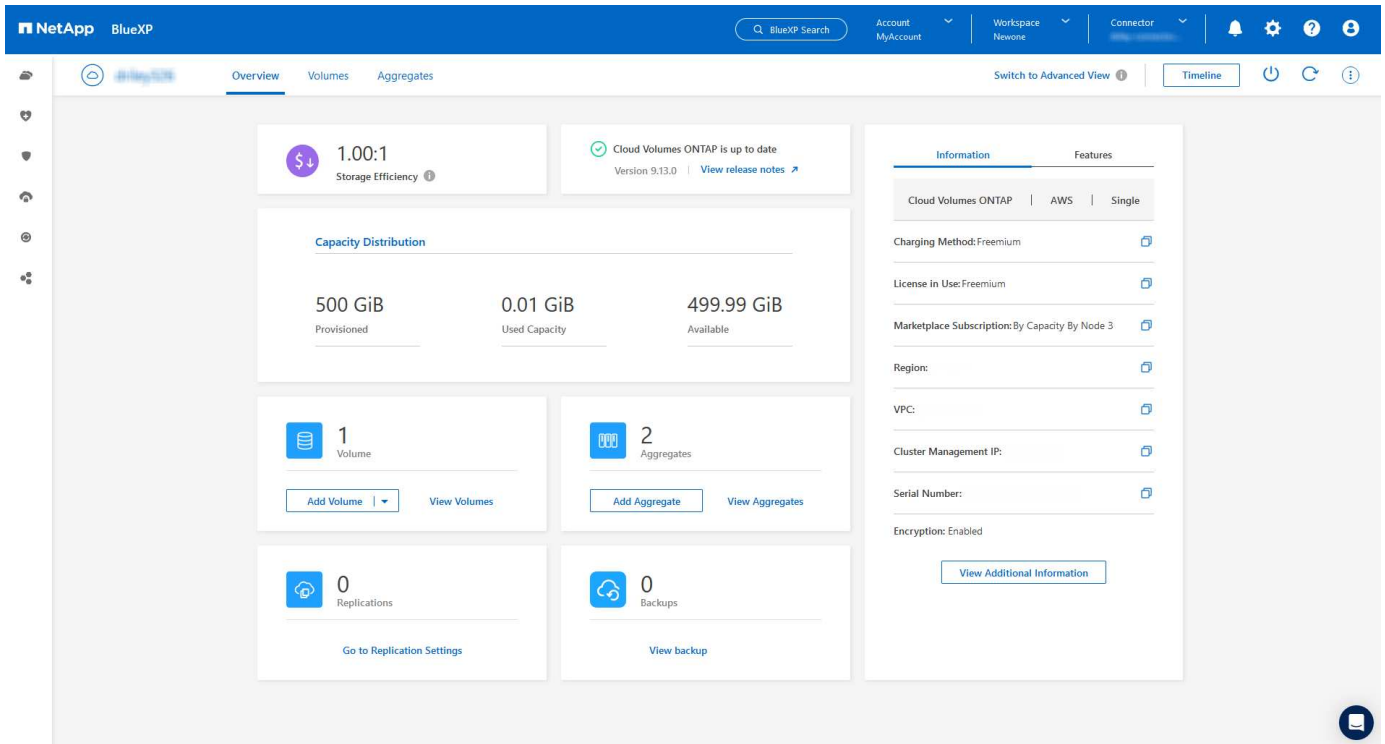 NetApp BlueXP
BlueXP Search
Account
MyAccount
Workspace
Newone
Connector
Overview
Volumes
Aggregates
Switch to Advanced View
Timeline
1.00:1
Storage Efficiency
Cloud Volumes ONTAP is up to date
Version 9.13.0 | View release notes
Capacity Distribution
500 GiB
Provisioned
0.01 GiB
Used Capacity
499.99 GiB
Available
1
Volume
Add Volume
View Volumes
2
Aggregates
Add Aggregate
View Aggregates
0
Replications
Go to Replication Settings
0
Backups
View backup
Information
Features
Cloud Volumes ONTAP | AWS | Single
Charging Method: Freemium
License in Use: Freemium
Marketplace Subscription: By Capacity By Node 3
Region:
VPC:
Cluster Management IP:
Serial Number:
Encryption: Enabled
View Additional Information